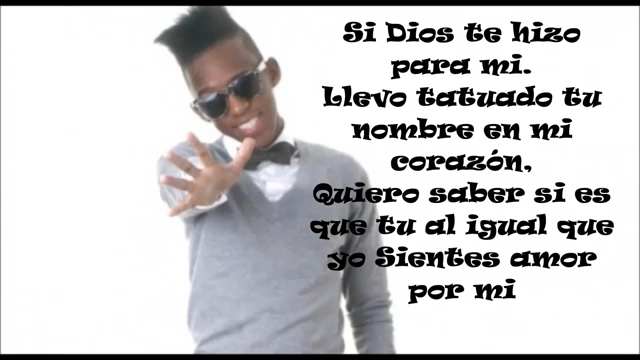 Si Dios te hizo
para mi.
Llevo tatuado tu
nombre en mi
corazón,
Quiero saber si es
que tu al igual que
yo Sientes amor
por mi